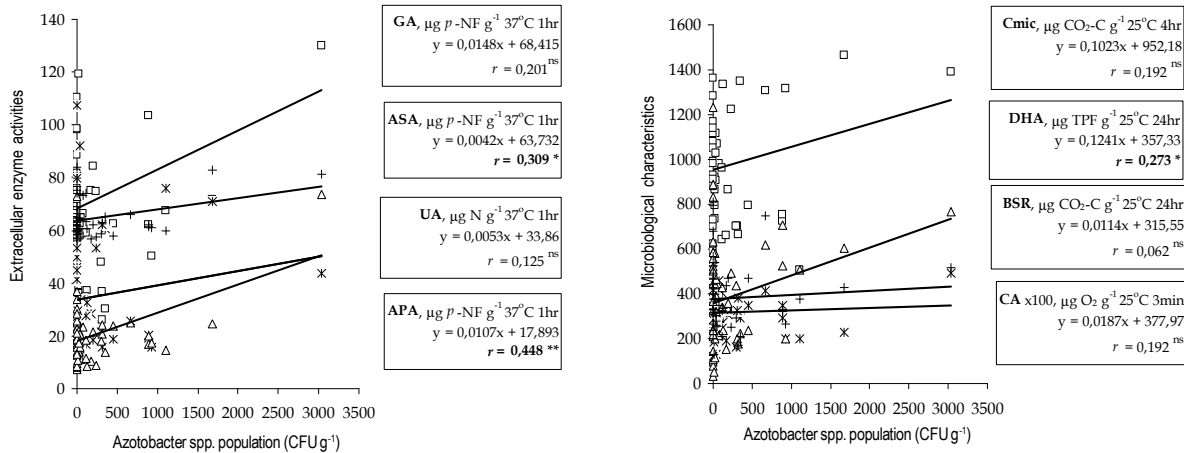 Extracellular enzyme activities
140
120
100
80
60
40
20
0
0 500 1000 1500 2000 2500 3000 3500
Azotobacter spp. population (CFU g⁻¹)
GA, µg p -NF g⁻¹ 37°C 1hr
y = 0,0148x + 68,415
r = 0,201 ns
ASA, µg p -NF g⁻¹ 37°C 1hr
y = 0,0042x + 63,732
r = 0,309 *
UA, µg N g⁻¹ 37°C 1hr
y = 0,0053x + 33,86
r = 0,125 ns
APA, µg p -NF g⁻¹ 37°C 1hr
y = 0,0107x + 17,893
r = 0,448 **
Microbiological characteristics
1600
1400
1200
1000
800
600
400
200
0
0 500 1000 1500 2000 2500 3000 3500
Azotobacter spp. population (CFU g⁻¹)
Cmic, µg CO₂-C g⁻¹ 25°C 4hr
y = 0,1023x + 952,18
r = 0,192 ns
DHA, µg TPF g⁻¹ 25°C 24hr
y = 0,1241x + 357,33
r = 0,273 *
BSR, µg CO₂-C g⁻¹ 25°C 24hr
y = 0,0114x + 315,55
r = 0,062 ns
CA x100, µg O₂ g⁻¹ 25°C 3min
y = 0,0187x + 377,97
r = 0,192 ns